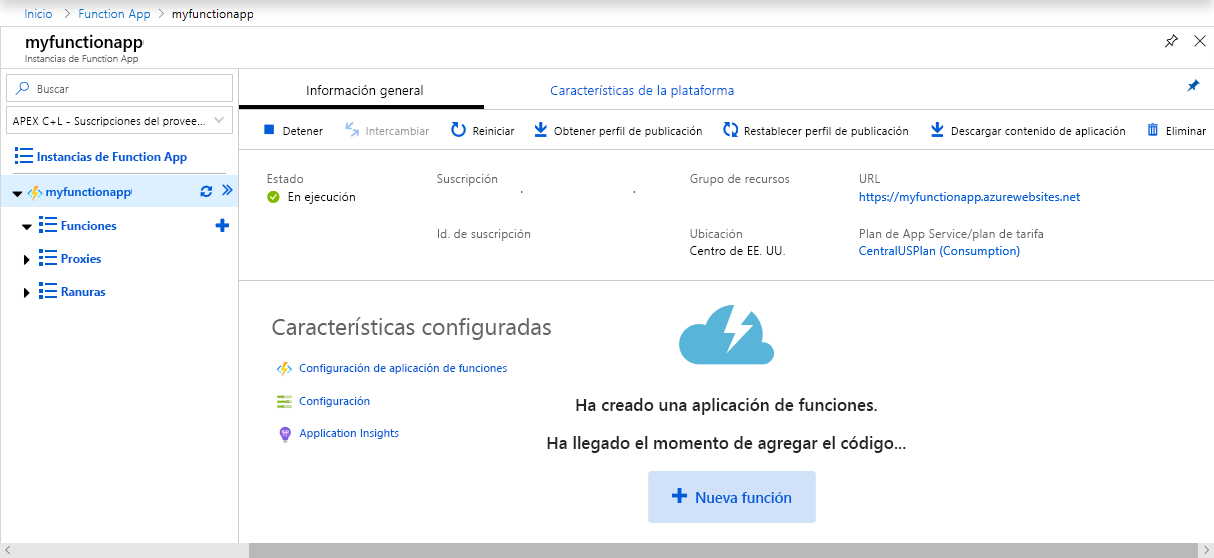 Inicio > Function App > myfunctionapp
myfunctionapp
Instancias de Function App
Buscar
APEX C+L - Suscripciones del provee...
Instancias de Function App
myfunctionapp
Funciones
Proxies
Ranuras
Información general
Características de la plataforma
Detener
Intercambiar
Reiniciar
Obtener perfil de publicación
Restablecer perfil de publicación
Descargar contenido de aplicación
Eliminar
Estado
En ejecución
Suscripción
Id. de suscripción
Grupo de recursos
Ubicación
Centro de EE. UU.
URL
https://myfunctionapp.azurewebsites.net
Plan de App Service/plan de tarifa
CentralUSPlan (Consumption)
Características configuradas
Configuración de aplicación de funciones
Configuración
Application Insights
Ha creado una aplicación de funciones.
Ha llegado el momento de agregar el código...
Nueva función